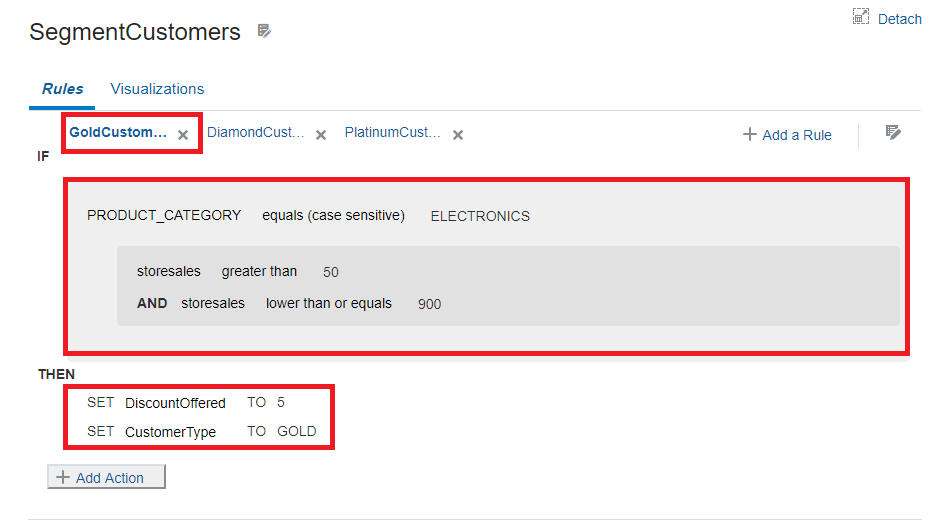 SegmentCustomers
Detach
Rules Visualizations
GoldCustom... DiamondCust... PlatinumCust... Add a Rule
IF
PRODUCT_CATEGORY equals (case sensitive) ELECTRONICS
storesales greater than 50
AND storesales lower than or equals 900
THEN
SET DiscountOffered TO 5
SET CustomerType TO GOLD
Add Action